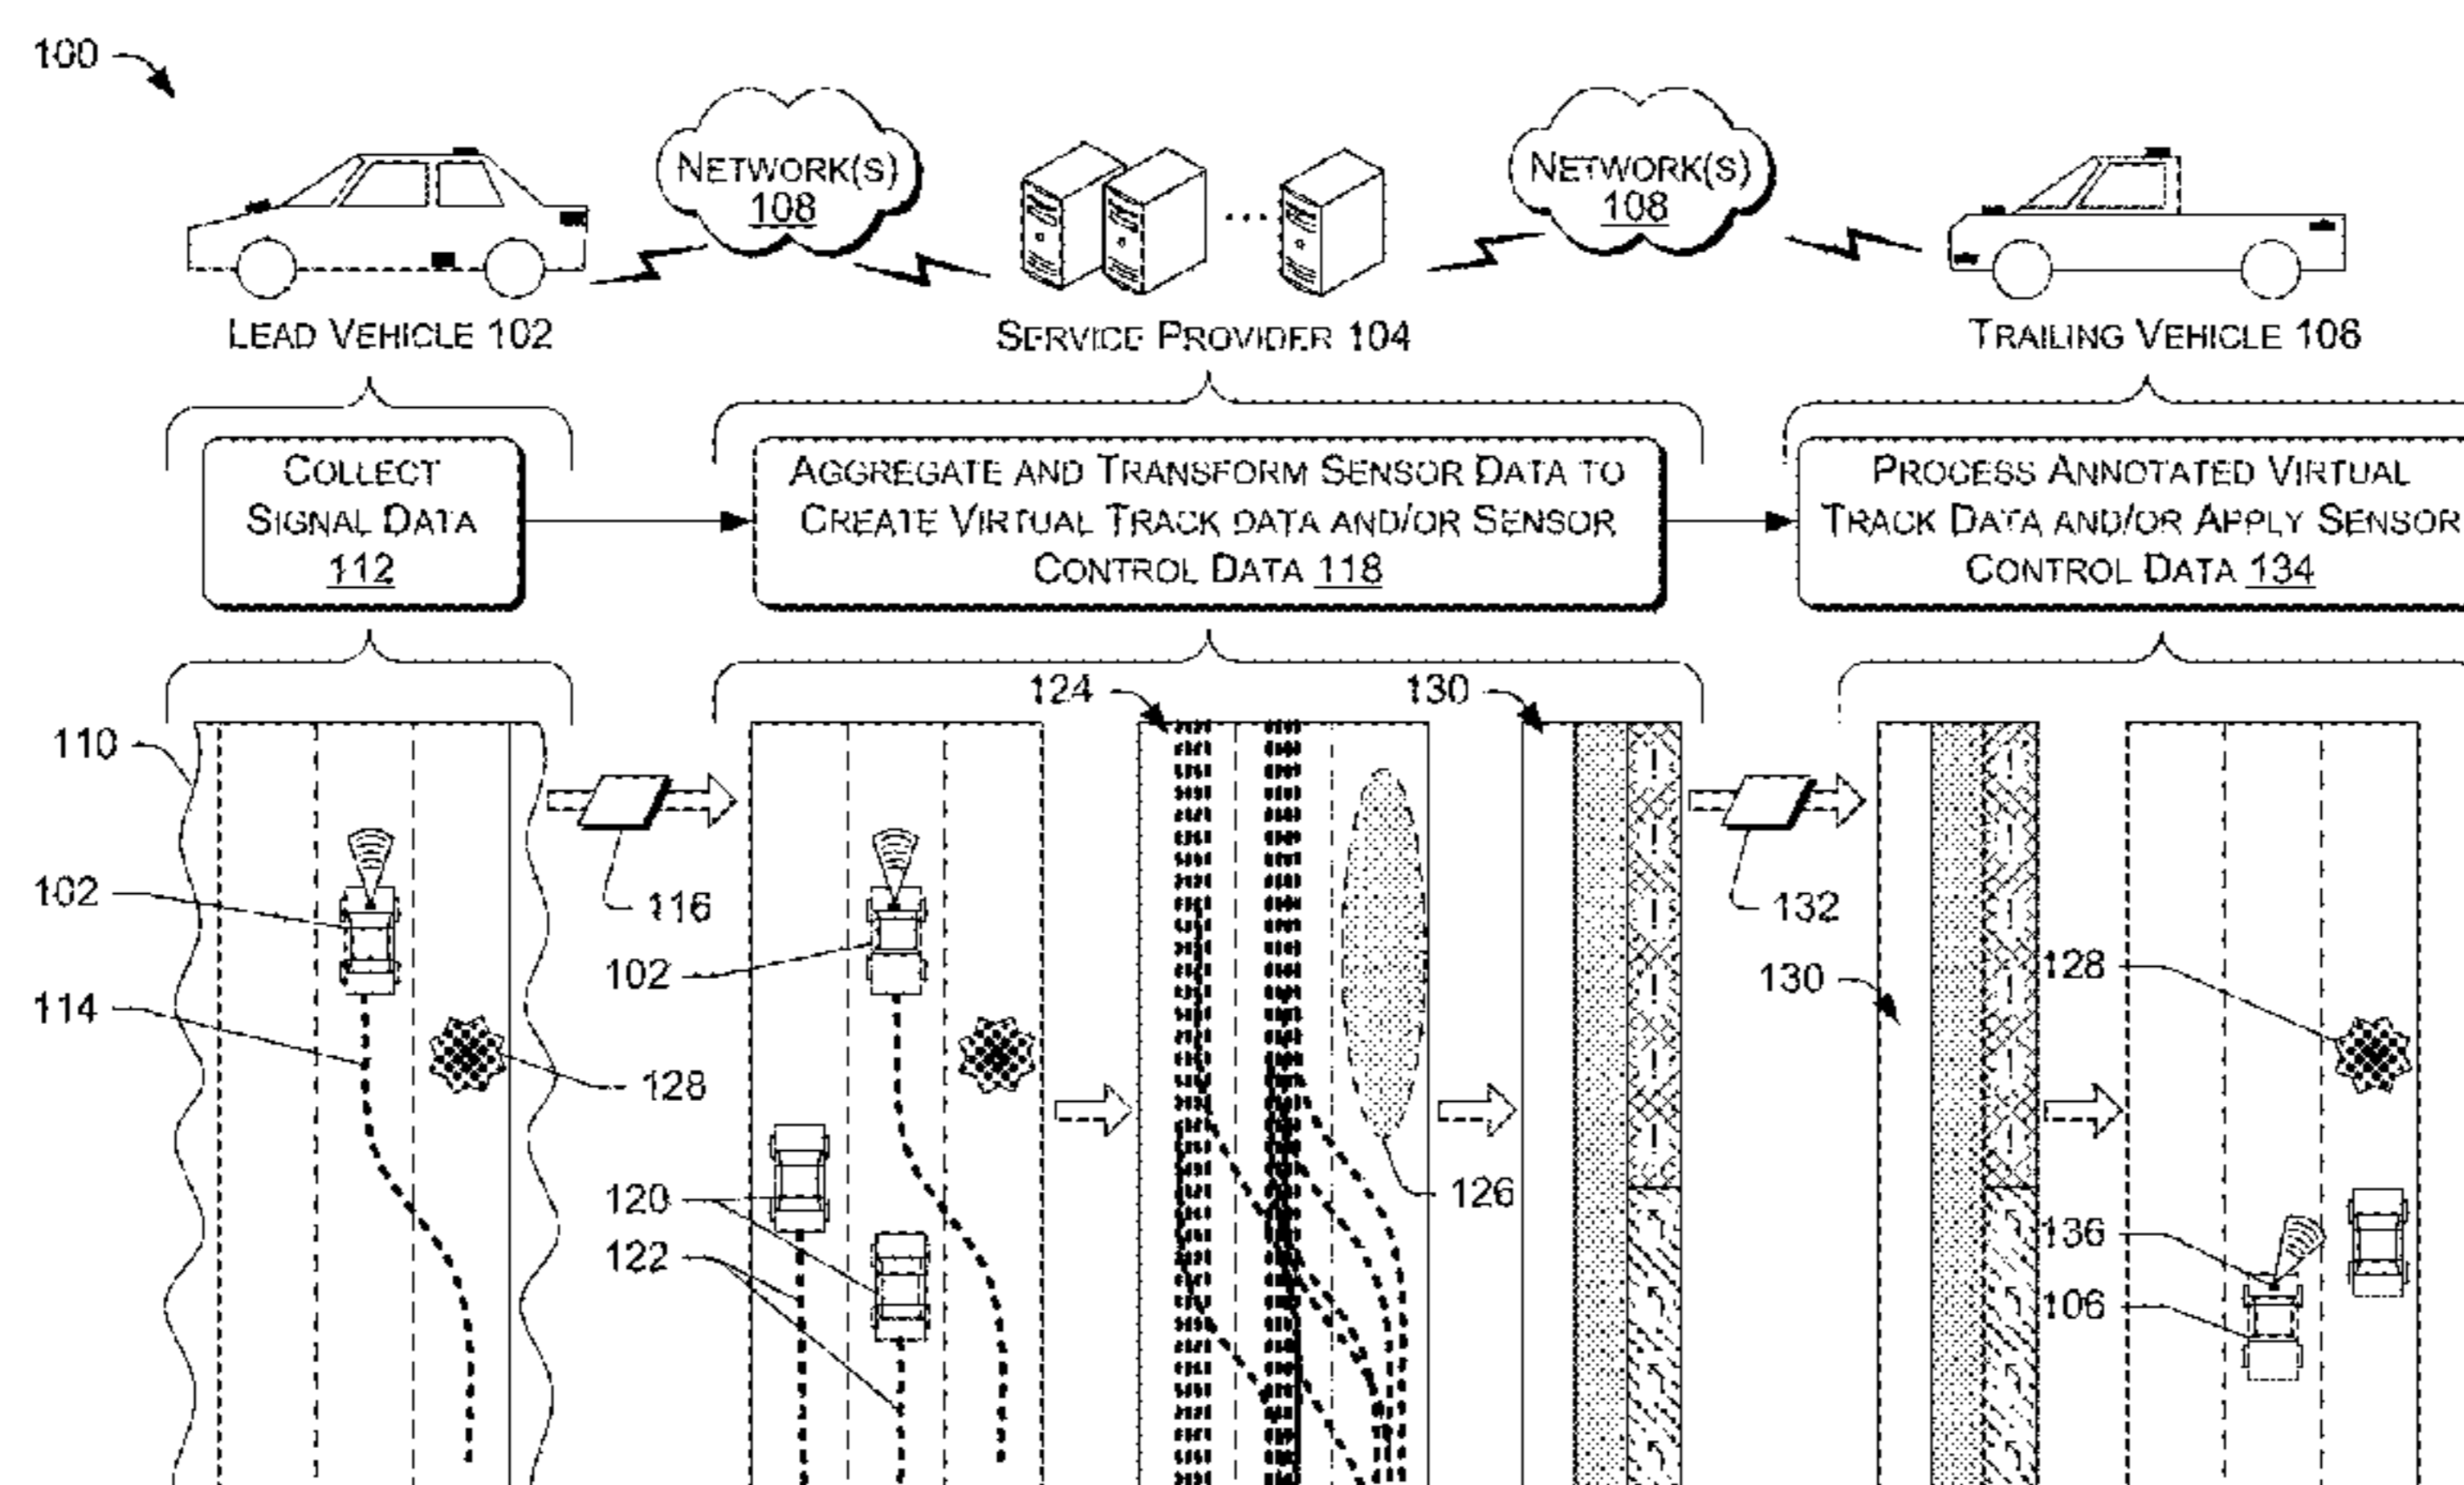 100
NETWORK(S)
108
NETWORK(S)
108
LEAD VEHICLE 102
SERVICE PROVIDER 104
TRAILING VEHICLE 106
COLLECT
SIGNAL DATA
112
AGGREGATE AND TRANSFORM SENSOR DATA TO
CREATE VIRTUAL TRACK DATA AND/OR SENSOR
CONTROL DATA 118
PROCESS ANNOTATED VIRTUAL
TRACK DATA AND/OR APPLY SENSOR
CONTROL DATA 134
124
130
110
102
116
132
102
128
130
114
128
120
126
122
136
106